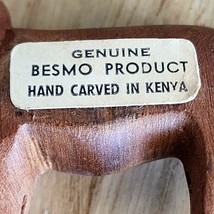 GENUINE
BESMO PRODUCT
HAND CARVED IN KENYA